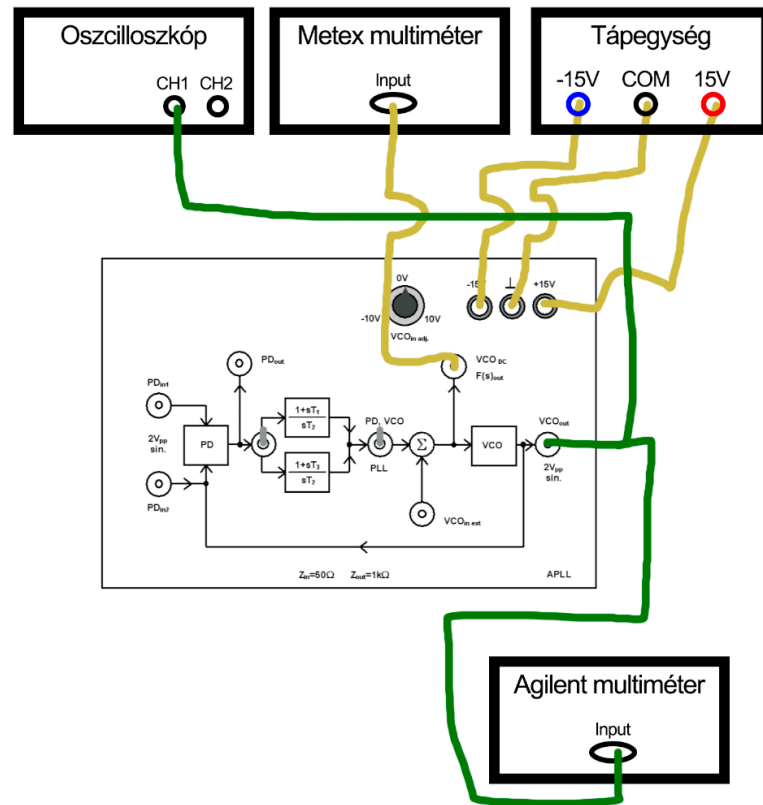 Oszcilloszkóp
CH1 CH2
Metex multiméter
Input
Tápegység
-15V COM 15V
0V
-10V 10V
VCOin adj.
-15V ⊥ +15V
PDout
VCO DC
F(s)out
PDin1
2Vpp
sin.
PD
PDin2
1+sT1
sT2
1+sT3
sT2
PD, VCO
PLL
Σ
VCO
VCOout
2Vpp
sin.
VCOin ext
Zin=50Ω Zout=1kΩ
APLL
Agilent multiméter
Input